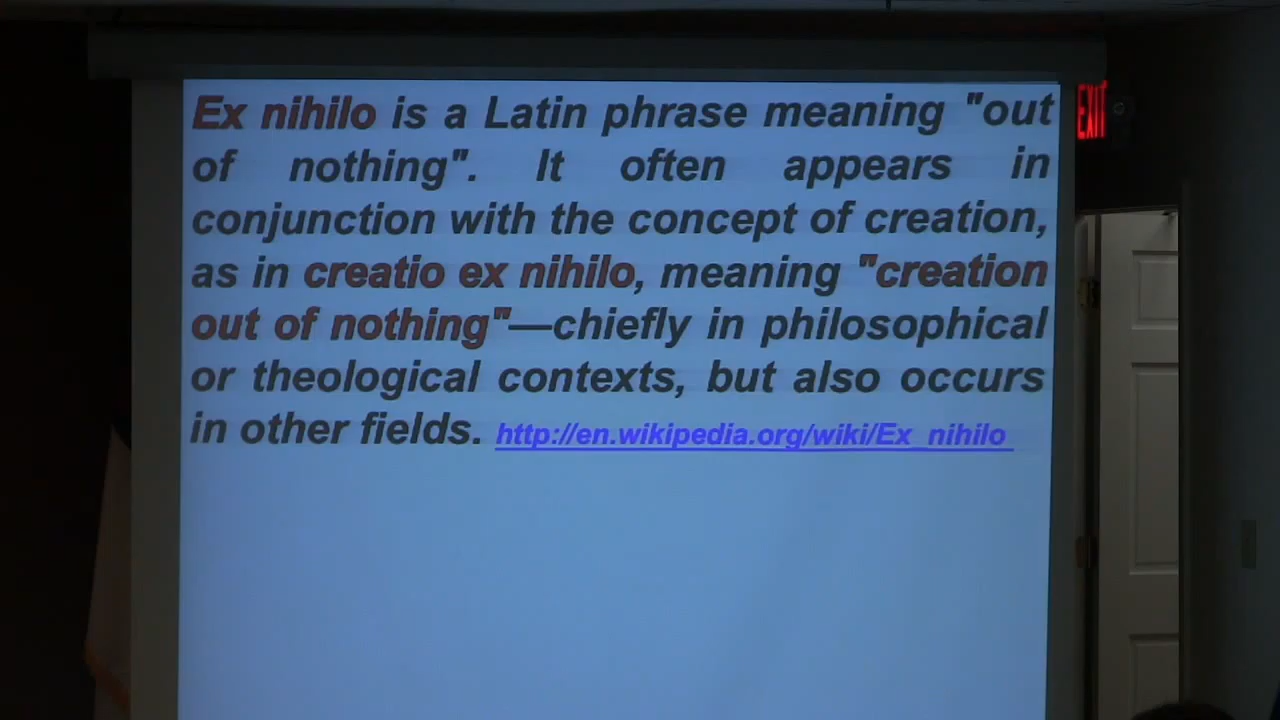 Ex nihilo is a Latin phrase meaning "out
of nothing". It often appears in
conjunction with the concept of creation,
as in creatio ex nihilo, meaning "creation
out of nothing"—chiefly in philosophical
or theological contexts, but also occurs
in other fields. http://en.wikipedia.org/wiki/Ex_nihilo
EXIT